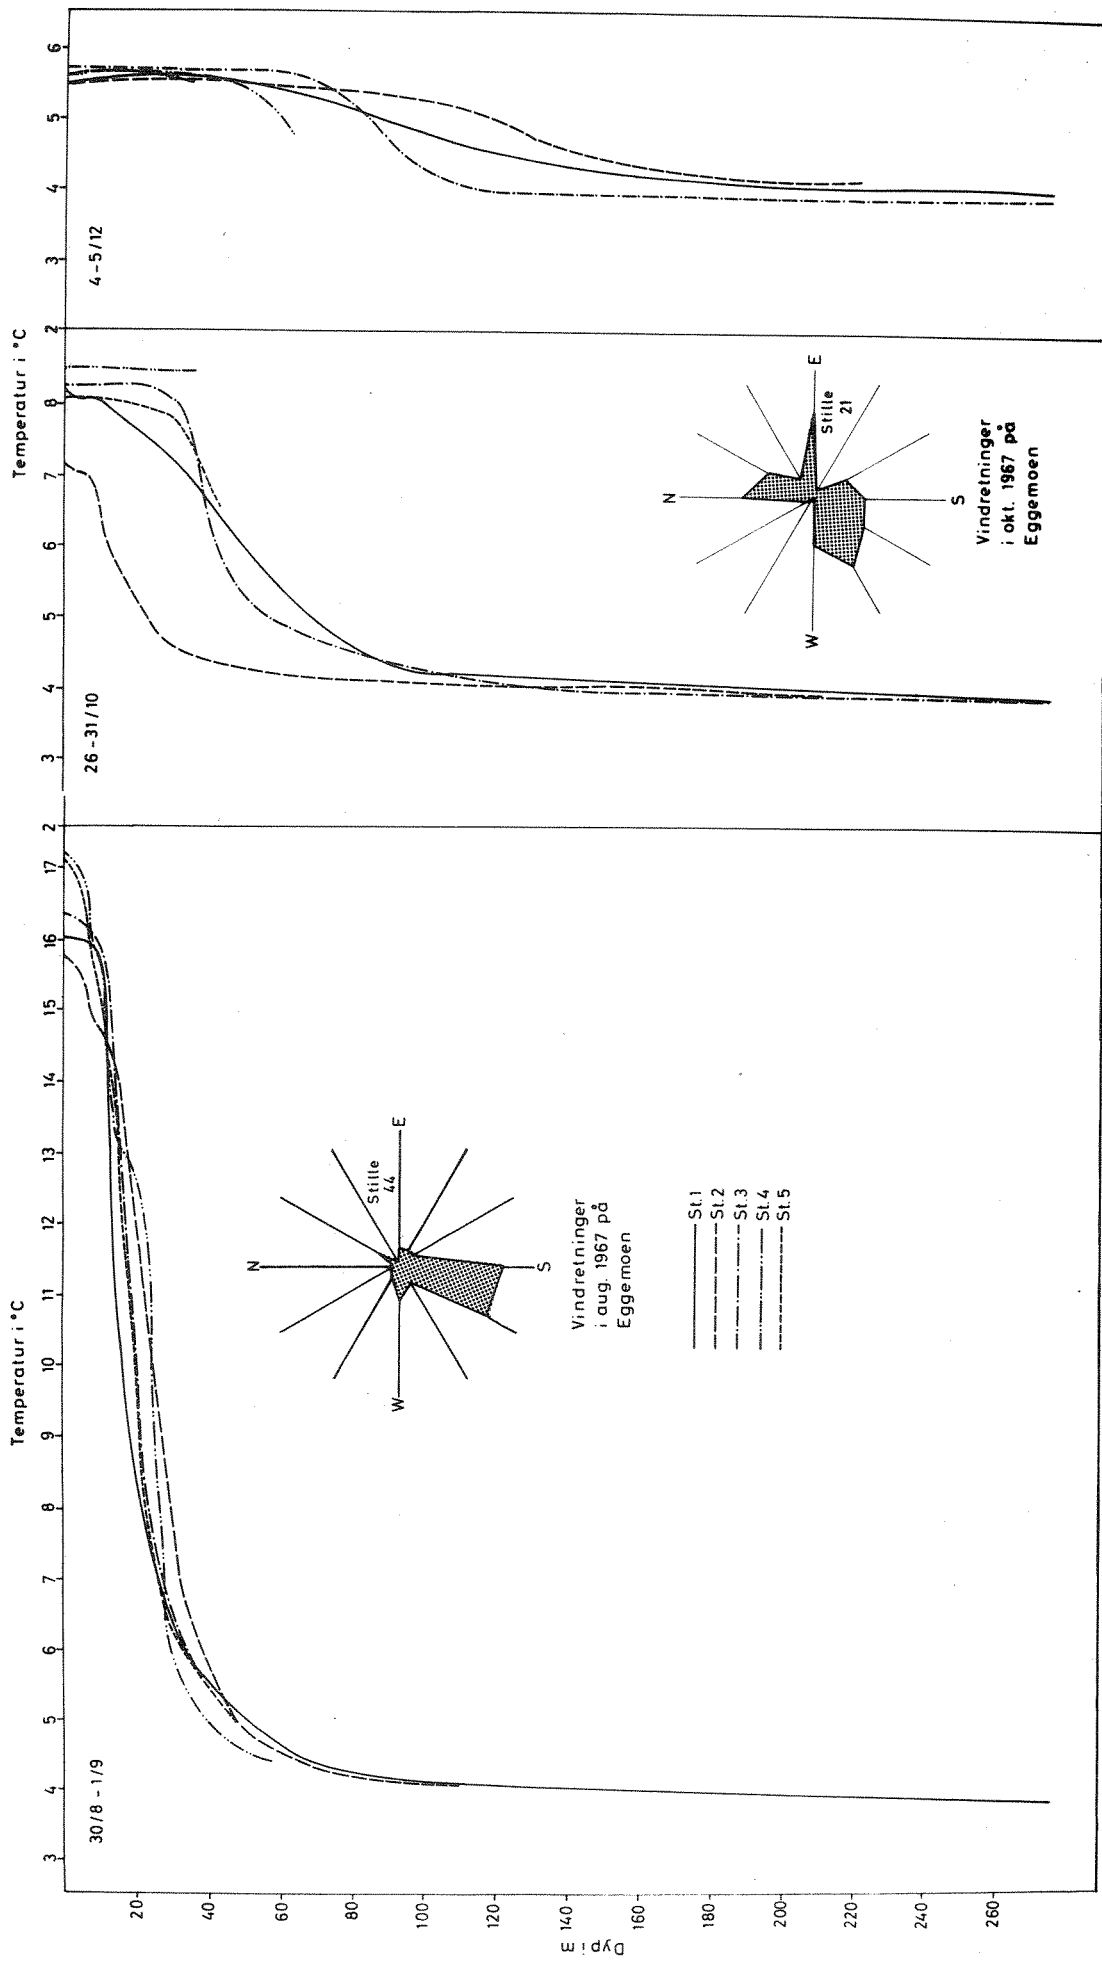 Temperatur i °C
3 4 5 6 7 8 9 10 11 12 13 14 15 16 17
30/8 – 1/9
Dyp i m
20
40
60
80
100
120
140
160
180
200
220
240
260
N
E
S
W
Stille
44
Vindretninger
i aug. 1967 på
Eggemoen
St.1
St.2
St.3
St.4
St.5
Temperatur i °C
2 3 4 5 6 7 8
26 – 31/10
N
E
S
W
Stille
21
Vindretninger
i okt. 1967 på
Eggemoen
2 3 4 5 6
4 – 5/12